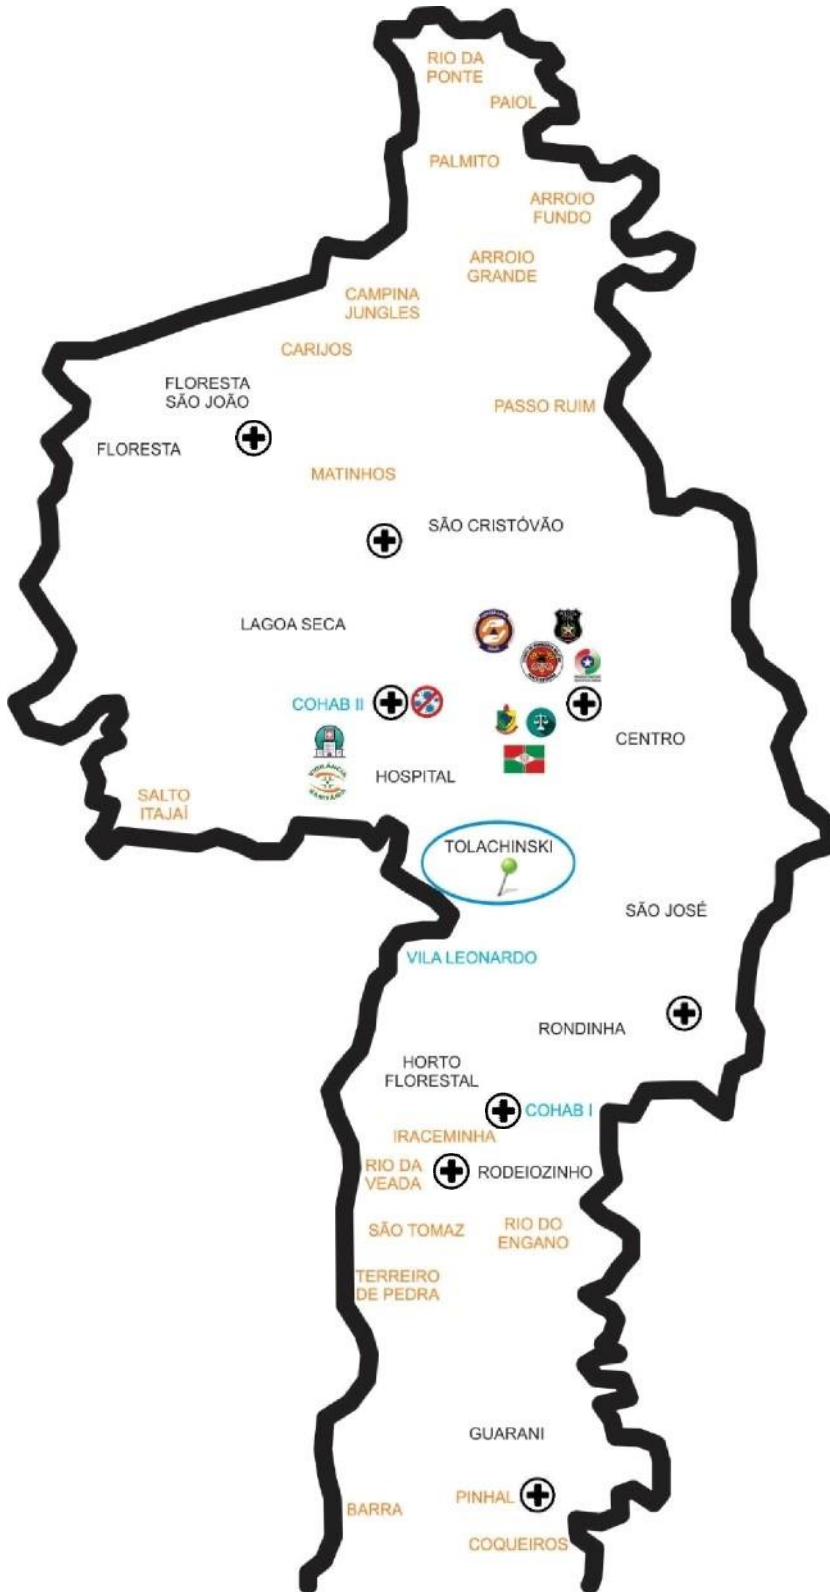 RIO DA
PONTE
PAIOL
PALMITO
ARROIO
FUNDO
ARROIO
GRANDE
CAMPINA
JUNGLES
CARIJOS
FLORESTA
SÃO JOÃO
PASSO RUIM
FLORESTA
MATINHOS
SÃO CRISTÓVÃO
LAGOA SECA
COHAB II
CENTRO
HOSPITAL
VIGILÂNCIA
SANITÁRIA
SALTO
ITAJAÍ
TOLACHINSKI
SÃO JOSÉ
VILA LEONARDO
RONDINHA
HORTO
FLORESTAL
COHAB I
IRACEMINHA
RIO DA
VEADA
RODEIOZINHO
SÃO TOMAZ
RIO DO
ENGANO
TERREIRO
DE PEDRA
GUARANI
PINHAL
BARRA
COQUEIROS